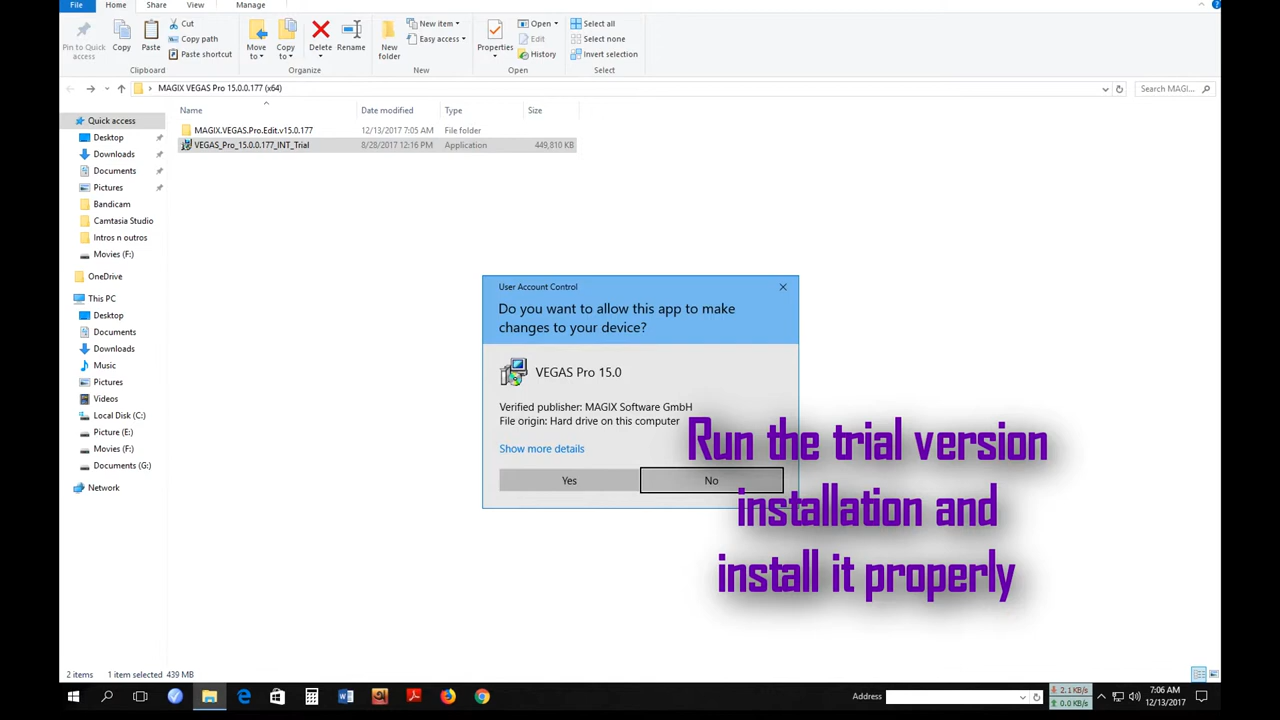 File Home Share View Manage
Pin to Quick access
Copy
Paste
Cut
Copy path
Paste shortcut
Move to
Copy to
Delete
Rename
New folder
New item
Easy access
Properties
Open
Edit
History
Select all
Select none
Invert selection
Clipboard Organize New Open Select
MAGIX VEGAS Pro 15.0.0.177 (x64)
Search MAGI...
Name Date modified Type Size
MAGIX.VEGAS.Pro.Edit.v15.0.177 12/13/2017 7:05 AM File folder
VEGAS_Pro_15.0.0.177_INT_Trial 8/28/2017 12:16 PM Application 449,810 KB
Quick access
Desktop
Downloads
Documents
Pictures
Bandicam
Camtasia Studio
Intros n outros
Movies (F:)
OneDrive
This PC
Desktop
Documents
Downloads
Music
Pictures
Videos
Local Disk (C:)
Picture (E:)
Movies (F:)
Documents (G:)
Network
User Account Control
Do you want to allow this app to make
changes to your device?
VEGAS Pro 15.0
Verified publisher: MAGIX Software GmbH
File origin: Hard drive on this computer
Show more details
Yes No
Run the trial version
installation and
install it properly
2 items 1 item selected 439 MB
Address
2.1 KB/s
0.0 KB/s
7:06 AM
12/13/2017